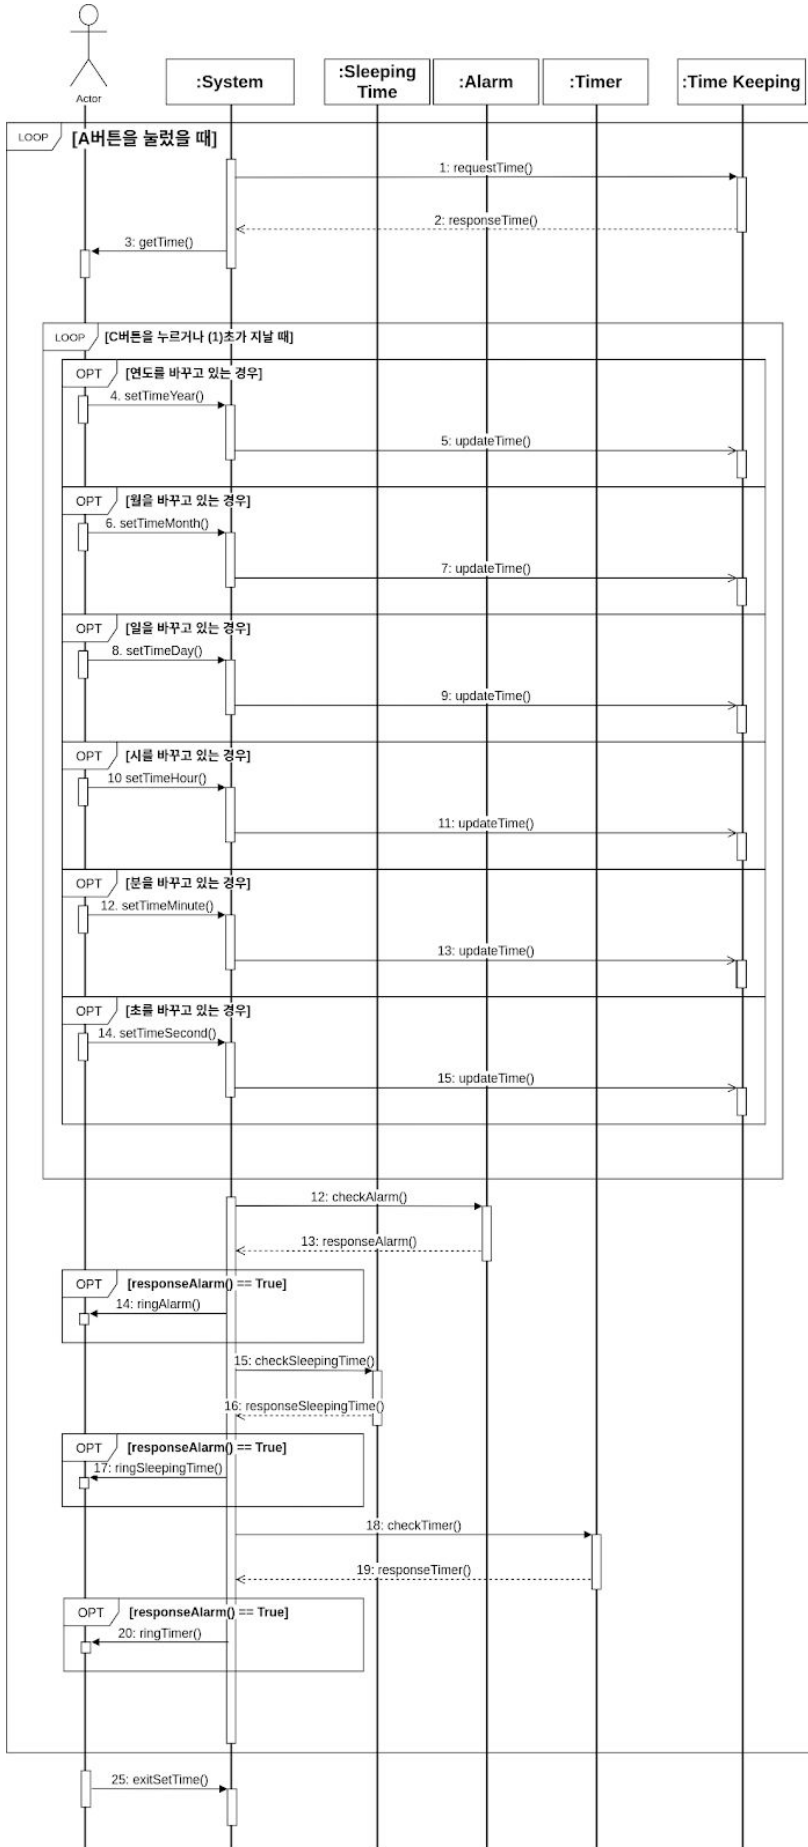 Actor
:System
:Sleeping
Time
:Alarm
:Timer
:Time Keeping
LOOP
[A버튼을 눌렀을 때]
1: requestTime()
2: responseTime()
3: getTime()
LOOP
[C버튼을 누르거나 (1)초가 지날 때]
OPT
[연도를 바꾸고 있는 경우]
4. setTimeYear()
5: updateTime()
OPT
[월을 바꾸고 있는 경우]
6. setTimeMonth()
7: updateTime()
OPT
[일을 바꾸고 있는 경우]
8. setTimeDay()
9: updateTime()
OPT
[시를 바꾸고 있는 경우]
10 setTimeHour()
11: updateTime()
OPT
[분을 바꾸고 있는 경우]
12. setTimeMinute()
13: updateTime()
OPT
[초를 바꾸고 있는 경우]
14. setTimeSecond()
15: updateTime()
12: checkAlarm()
13: responseAlarm()
OPT
[responseAlarm() == True]
14: ringAlarm()
15: checkSleepingTime()
16: responseSleepingTime()
OPT
[responseAlarm() == True]
17: ringSleepingTime()
18: checkTimer()
19: responseTimer()
OPT
[responseAlarm() == True]
20: ringTimer()
25: exitSetTime()